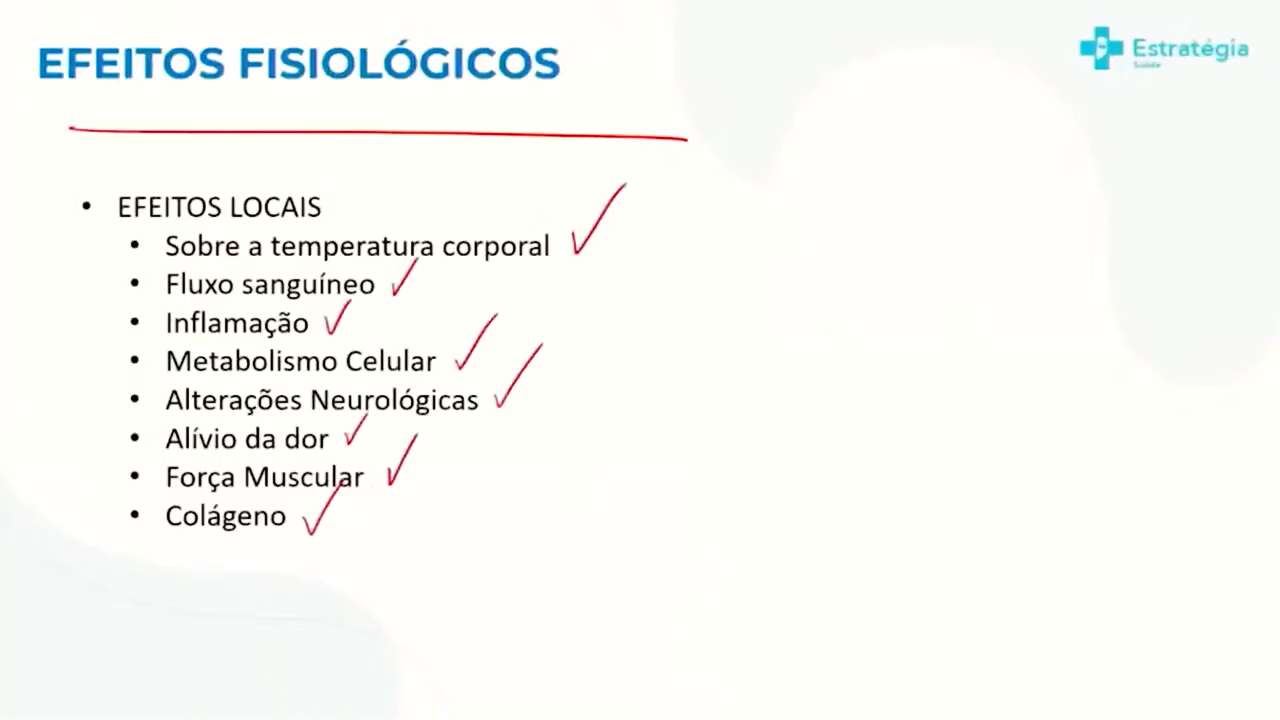 EFEITOS FISIOLÓGICOS
Estratégia
Saúde
• EFEITOS LOCAIS
• Sobre a temperatura corporal
• Fluxo sanguíneo
• Inflamação
• Metabolismo Celular
• Alterações Neurológicas
• Alívio da dor
• Força Muscular
• Colágeno